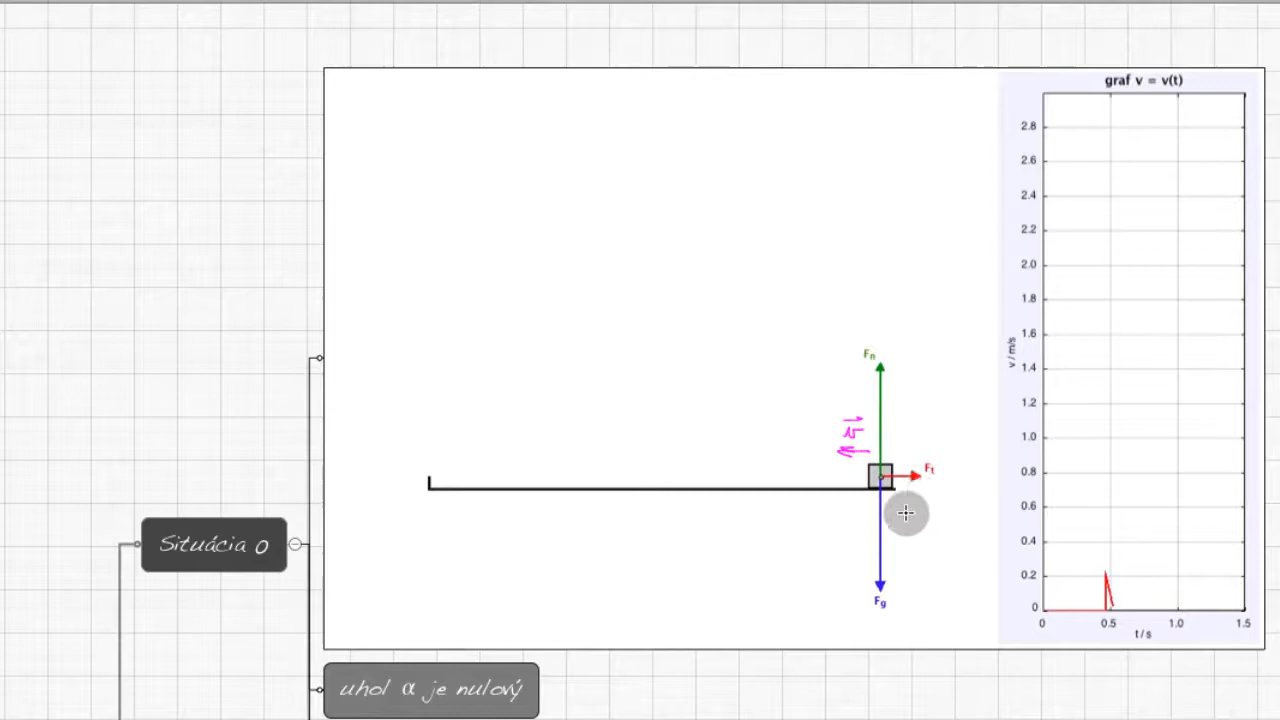 graf v = v(t)
2.8
2.6
2.4
2.2
2.0
1.8
1.6
1.4
1.2
1.0
0.8
0.6
0.4
0.2
0
v / m/s
0
0.5
1.0
1.5
t / s
Fn
v
Ft
Fg
Situácia 0
uhol α je nulový